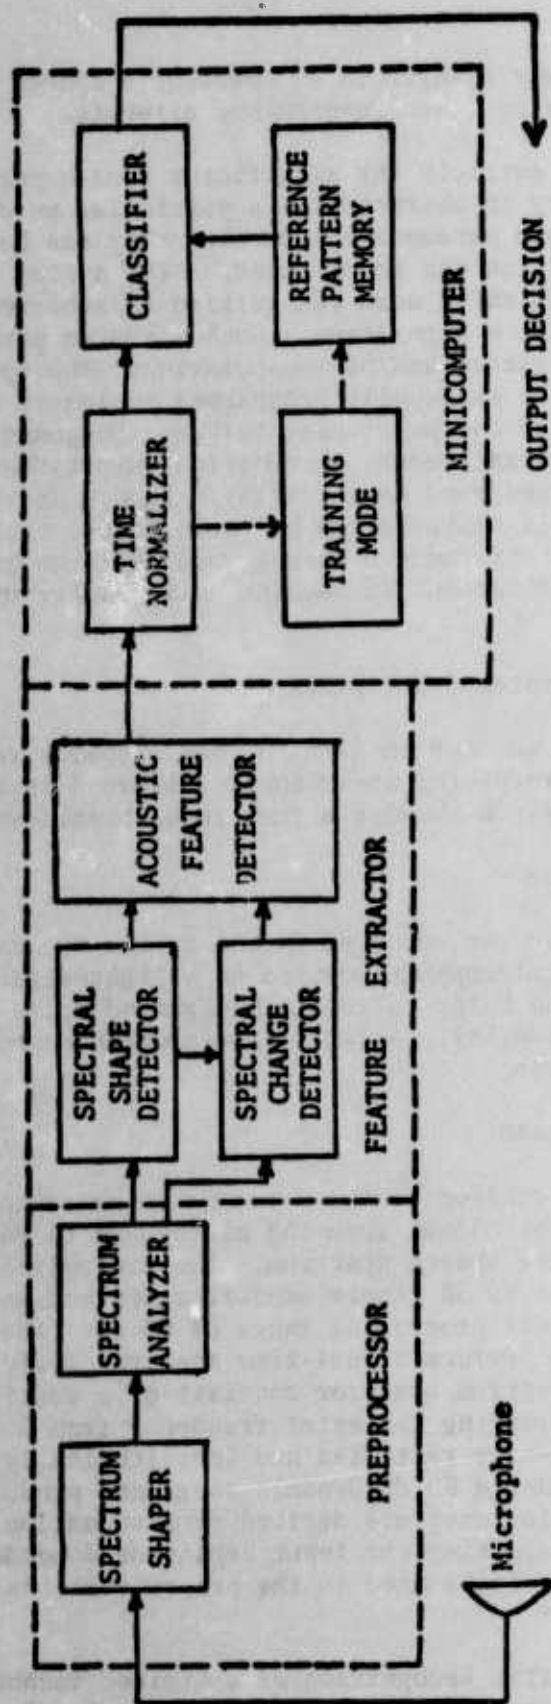 Microphone
SPECTRUM
SHAPER
SPECTRUM
ANALYZER
PREPROCESSOR
SPECTRAL
SHAPE
DETECTOR
SPECTRAL
CHANGE
DETECTOR
ACOUSTIC
FEATURE
DETECTOR
FEATURE EXTRACTOR
TIME
NORMALIZER
CLASSIFIER
TRAINING
MODE
REFERENCE
PATTERN
MEMORY
MINICOMPUTER
OUTPUT DECISION